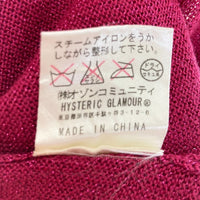 スチームアイロンをうか
しながら整形して下さい。
ドライ
(株)オゾンコミュニティ
HYSTERIC GLAMOUR®
MADE IN CHINA